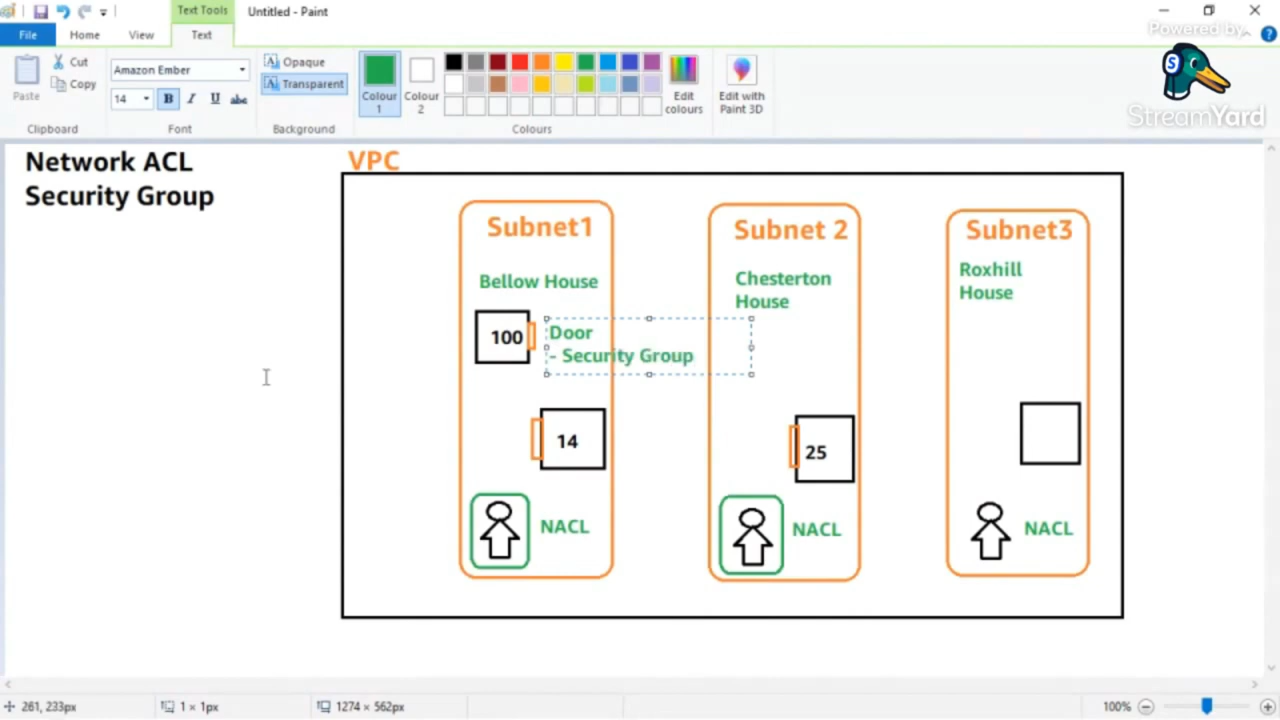 Text Tools
Untitled - Paint
File
Home
View
Text
Powered by
Paste
Cut
Copy
Clipboard
Amazon Ember
14
B
I
U
abc
Font
Opaque
Transparent
Background
Colour 1
Colour 2
Edit colours
Colours
Edit with Paint 3D
S
StreamYard
Network ACL
Security Group
VPC
Subnet1
Bellow House
100
Door
- Security Group
14
NACL
Subnet 2
Chesterton
House
25
NACL
Subnet3
Roxhill
House
NACL
261, 233px
1 × 1px
1274 × 562px
100%